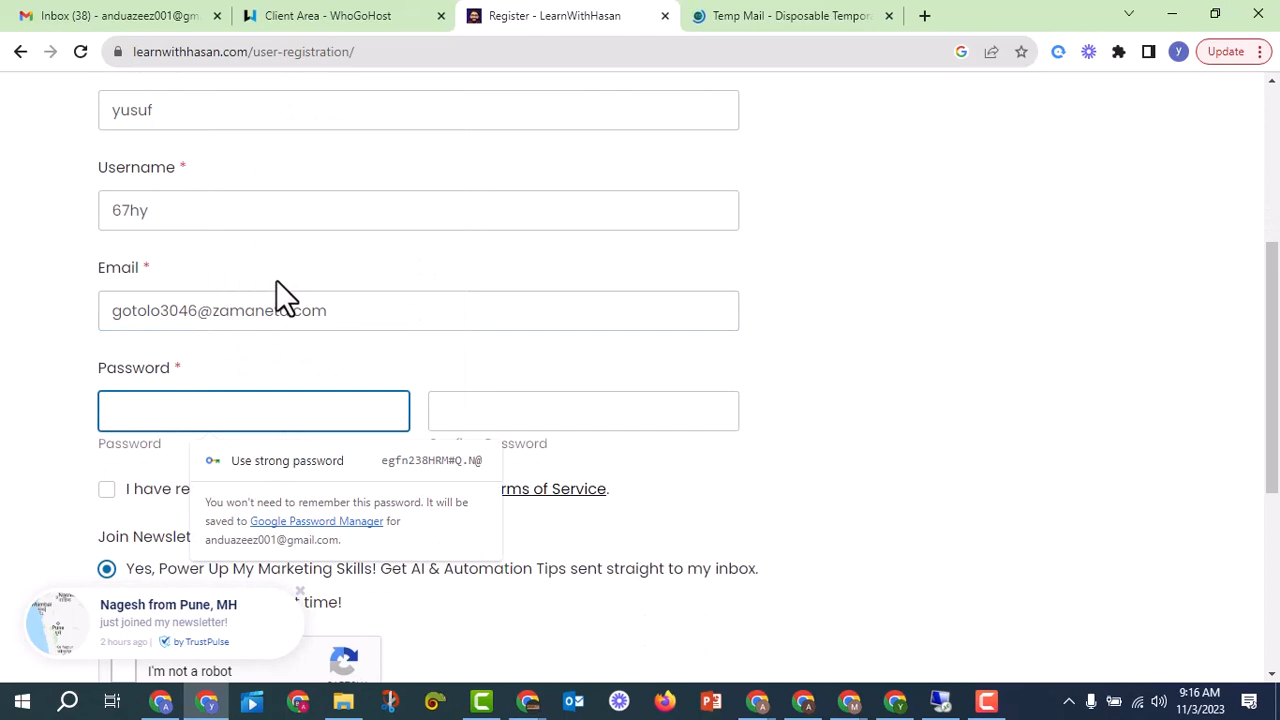 Inbox (1) - anduazeez001@gm
Client Area - WhoGoHost
Register - LearnWithHasan
Temp Mail - Disposable Tempora
learnwithhasan.com/user-registration/
y
Update
yusuf
Username *
67hy
Email *
gotolo3046@zamaneta.com
Password *
Password
ssword
Use strong password egfn238HRM#Q.N@
I have re
rms of Service.
You won't need to remember this password. It will be
saved to Google Password Manager for
anduazeez001@gmail.com.
Join Newslet
Yes, Power Up My Marketing Skills! Get AI & Automation Tips sent straight to my inbox.
time!
Nagesh from Pune, MH
just joined my newsletter!
2 hours ago | by TrustPulse
I'm not a robot
9:16 AM
11/3/2023